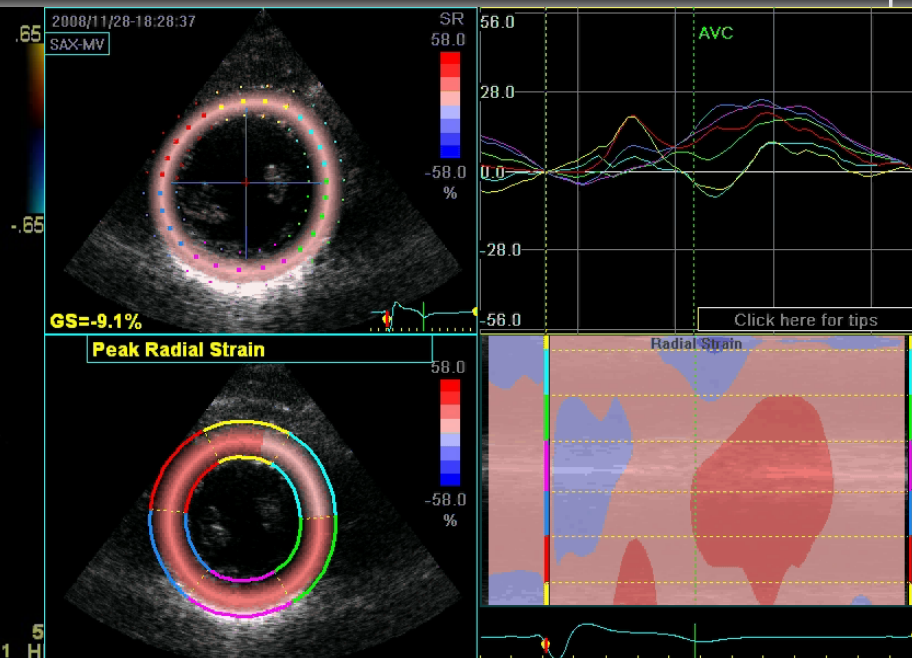 .65
-.65
5
1 H
2008/11/28-18:28:37
SAX-MV
SR
58.0
-58.0
%
GS=-9.1%
56.0
28.0
0.0
-28.0
-56.0
AVC
Click here for tips
Peak Radial Strain
58.0
-58.0
%
Radial Strain